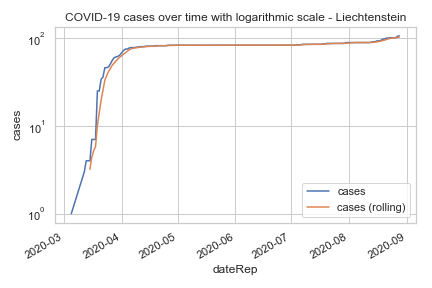 COVID-19 cases over time with logarithmic scale - Liechtenstein
10²
10¹
10⁰
cases
cases
cases (rolling)
2020-03
2020-04
2020-05
2020-06
2020-07
2020-08
2020-09
dateRep